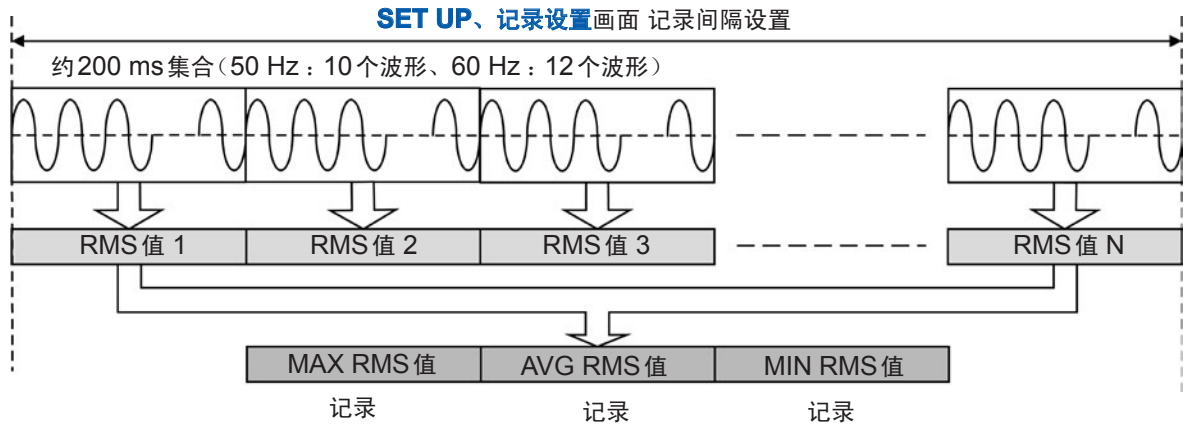 SET UP、记录设置画面 记录间隔设置
约200 ms集合(50 Hz:10个波形、60 Hz:12个波形)
RMS值 1 RMS值 2 RMS值 3 RMS值 N
MAX RMS值 AVG RMS值 MIN RMS值
记录 记录 记录